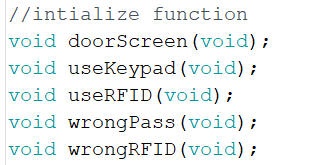 //intialize function
void doorScreen(void);
void useKeypad(void);
void useRFID(void);
void wrongPass(void);
void wrongRFID(void);